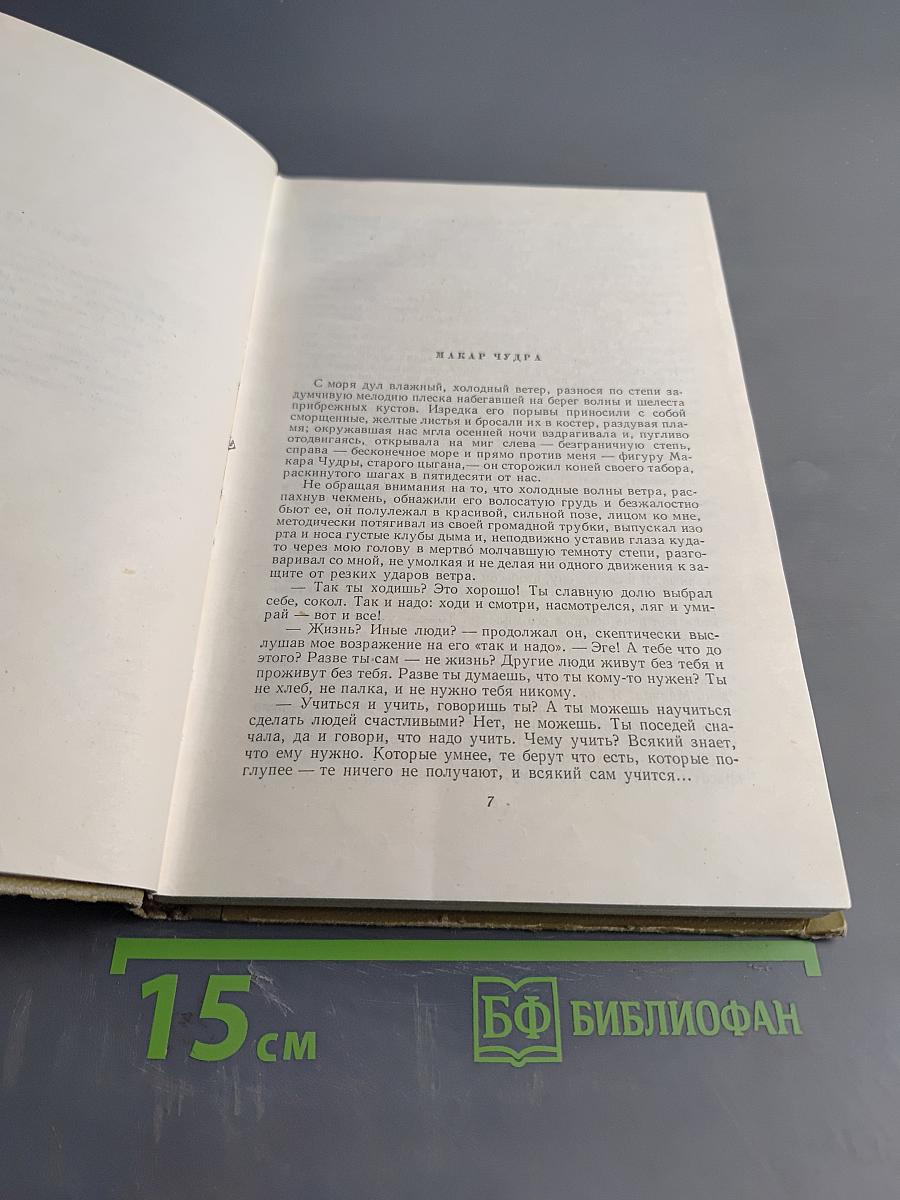 МАКАР ЧУДРА
С моря дул влажный, холодный ветер, разнося по степи за-
думчивую мелодию плеска набегавшей на берег волны и шелеста
прибрежных кустов. Изредка его порывы приносили с собой
сморщенные, желтые листья и бросали их в костер, раздувая пла-
мя; окружавшая нас мгла осенней ночи вздрагивала и, пугливо
отодвигаясь, открывала на миг слева — безграничную степь,
справа — бесконечное море и прямо против меня — фигуру Ма-
кара Чудры, старого цыгана,— он сторожил коней своего табора,
раскинутого шагах в пятидесяти от нас.
Не обращая внимания на то, что холодные волны ветра, рас-
пахнув чекмень, обнажили его волосатую грудь и безжалостно
бьют ее, он полулежал в красивой, сильной позе, лицом ко мне,
методически потягивал из своей громадной трубки, выпускал изо
рта и носа густые клубы дыма и, неподвижно уставив глаза куда-
то через мою голову в мертво́ молчавшую темноту степи, разго-
варивал со мной, не умолкая и не делая ни одного движения к за-
щите от резких ударов ветра.
— Так ты ходишь? Это хорошо! Ты славную долю выбрал
себе, сокол. Так и надо: ходи и смотри, насмотрелся, ляг и уми-
рай — вот и все!
— Жизнь? Иные люди? — продолжал он, скептически выс-
лушав мое возражение на его «так и надо». — Эге! А тебе что до
этого? Разве ты сам — не жизнь? Другие люди живут без тебя и
проживут без тебя. Разве ты думаешь, что ты кому-то нужен? Ты
не хлеб, не палка, и не нужно тебя никому.
— Учиться и учить, говоришь ты? А ты можешь научиться
сделать людей счастливыми? Нет, не можешь. Ты поседей сна-
чала, да и говори, что надо учить. Чему учить? Всякий знает,
что ему нужно. Которые умнее, те берут что есть, которые по-
глупее — те ничего не получают, и всякий сам учится...
7
15 см
БФ БИБЛИОФАН